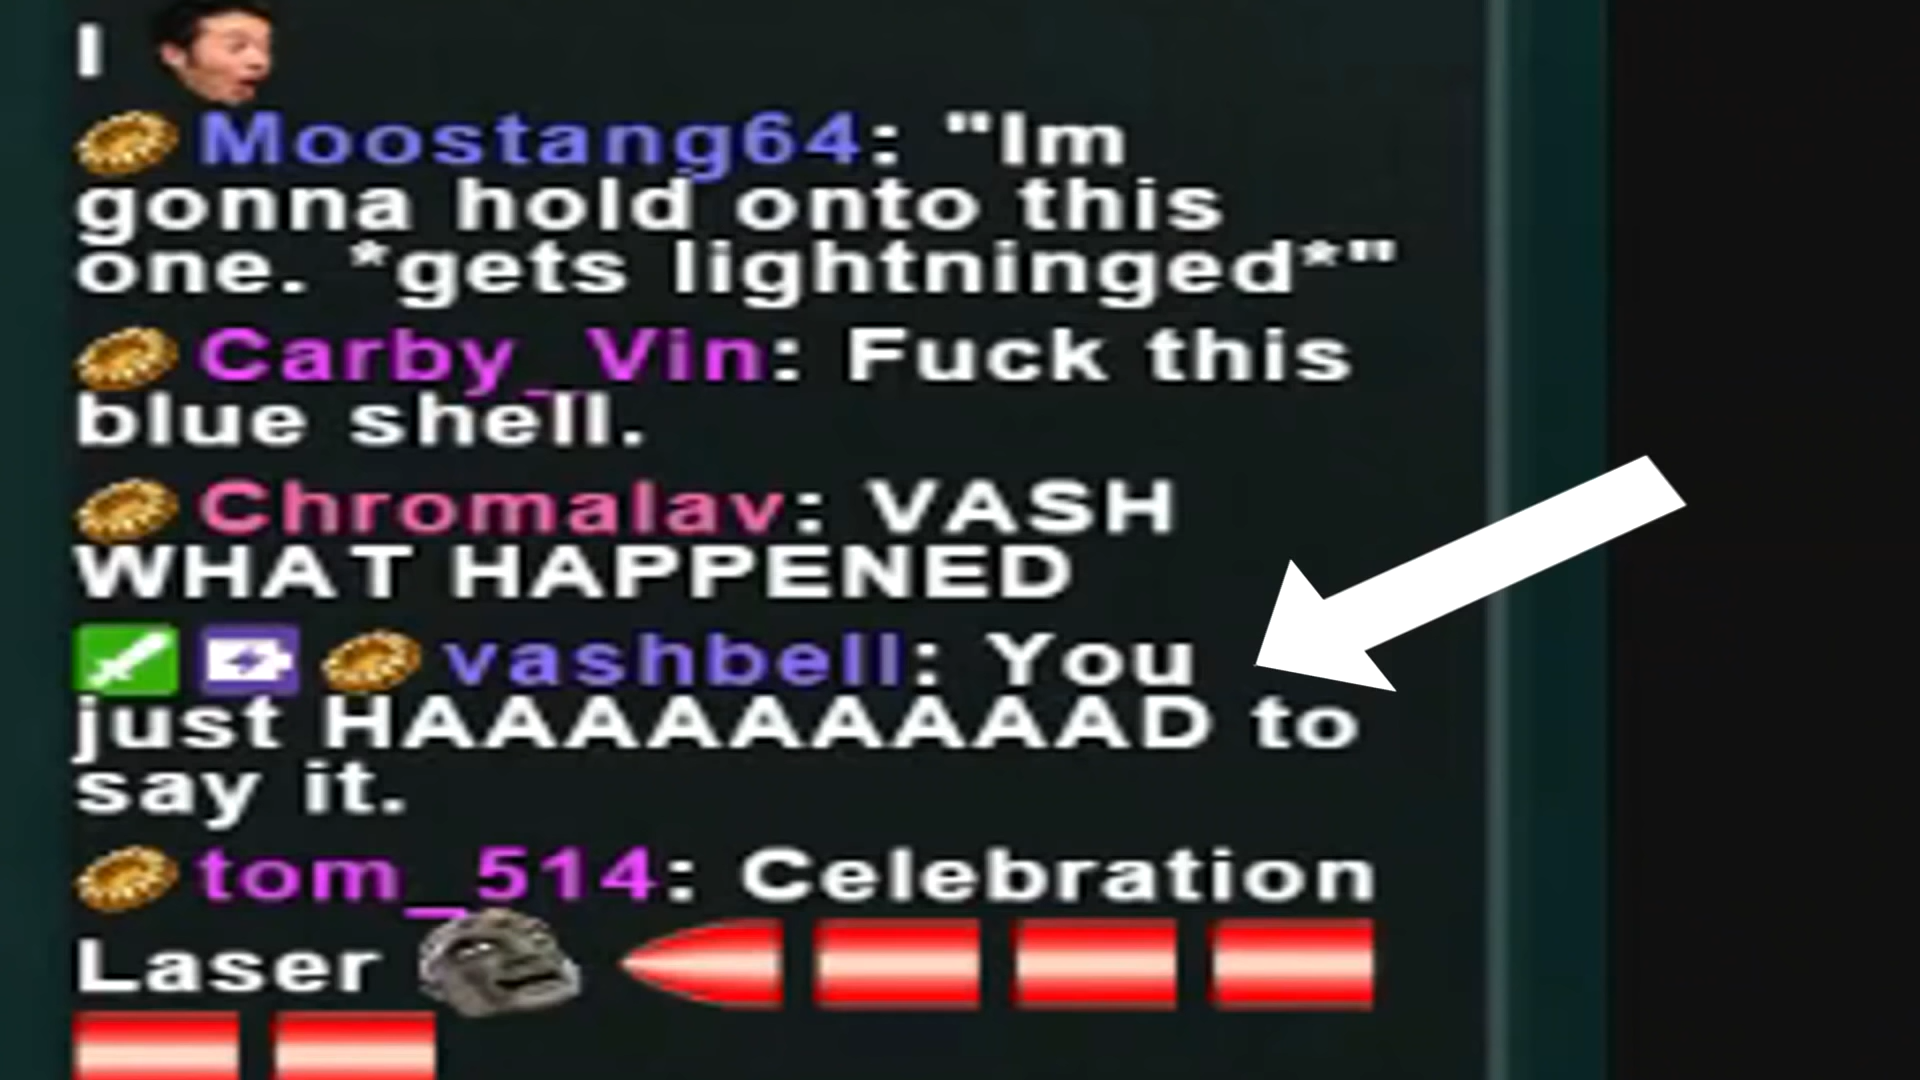 I
Moostang64: "Im
gonna hold onto this
one. *gets lightninged*"
Carby_Vin: Fuck this
blue shell.
Chromalav: VASH
WHAT HAPPENED
vashbell: You
just HAAAAAAAAAD to
say it.
tom_514: Celebration
Laser